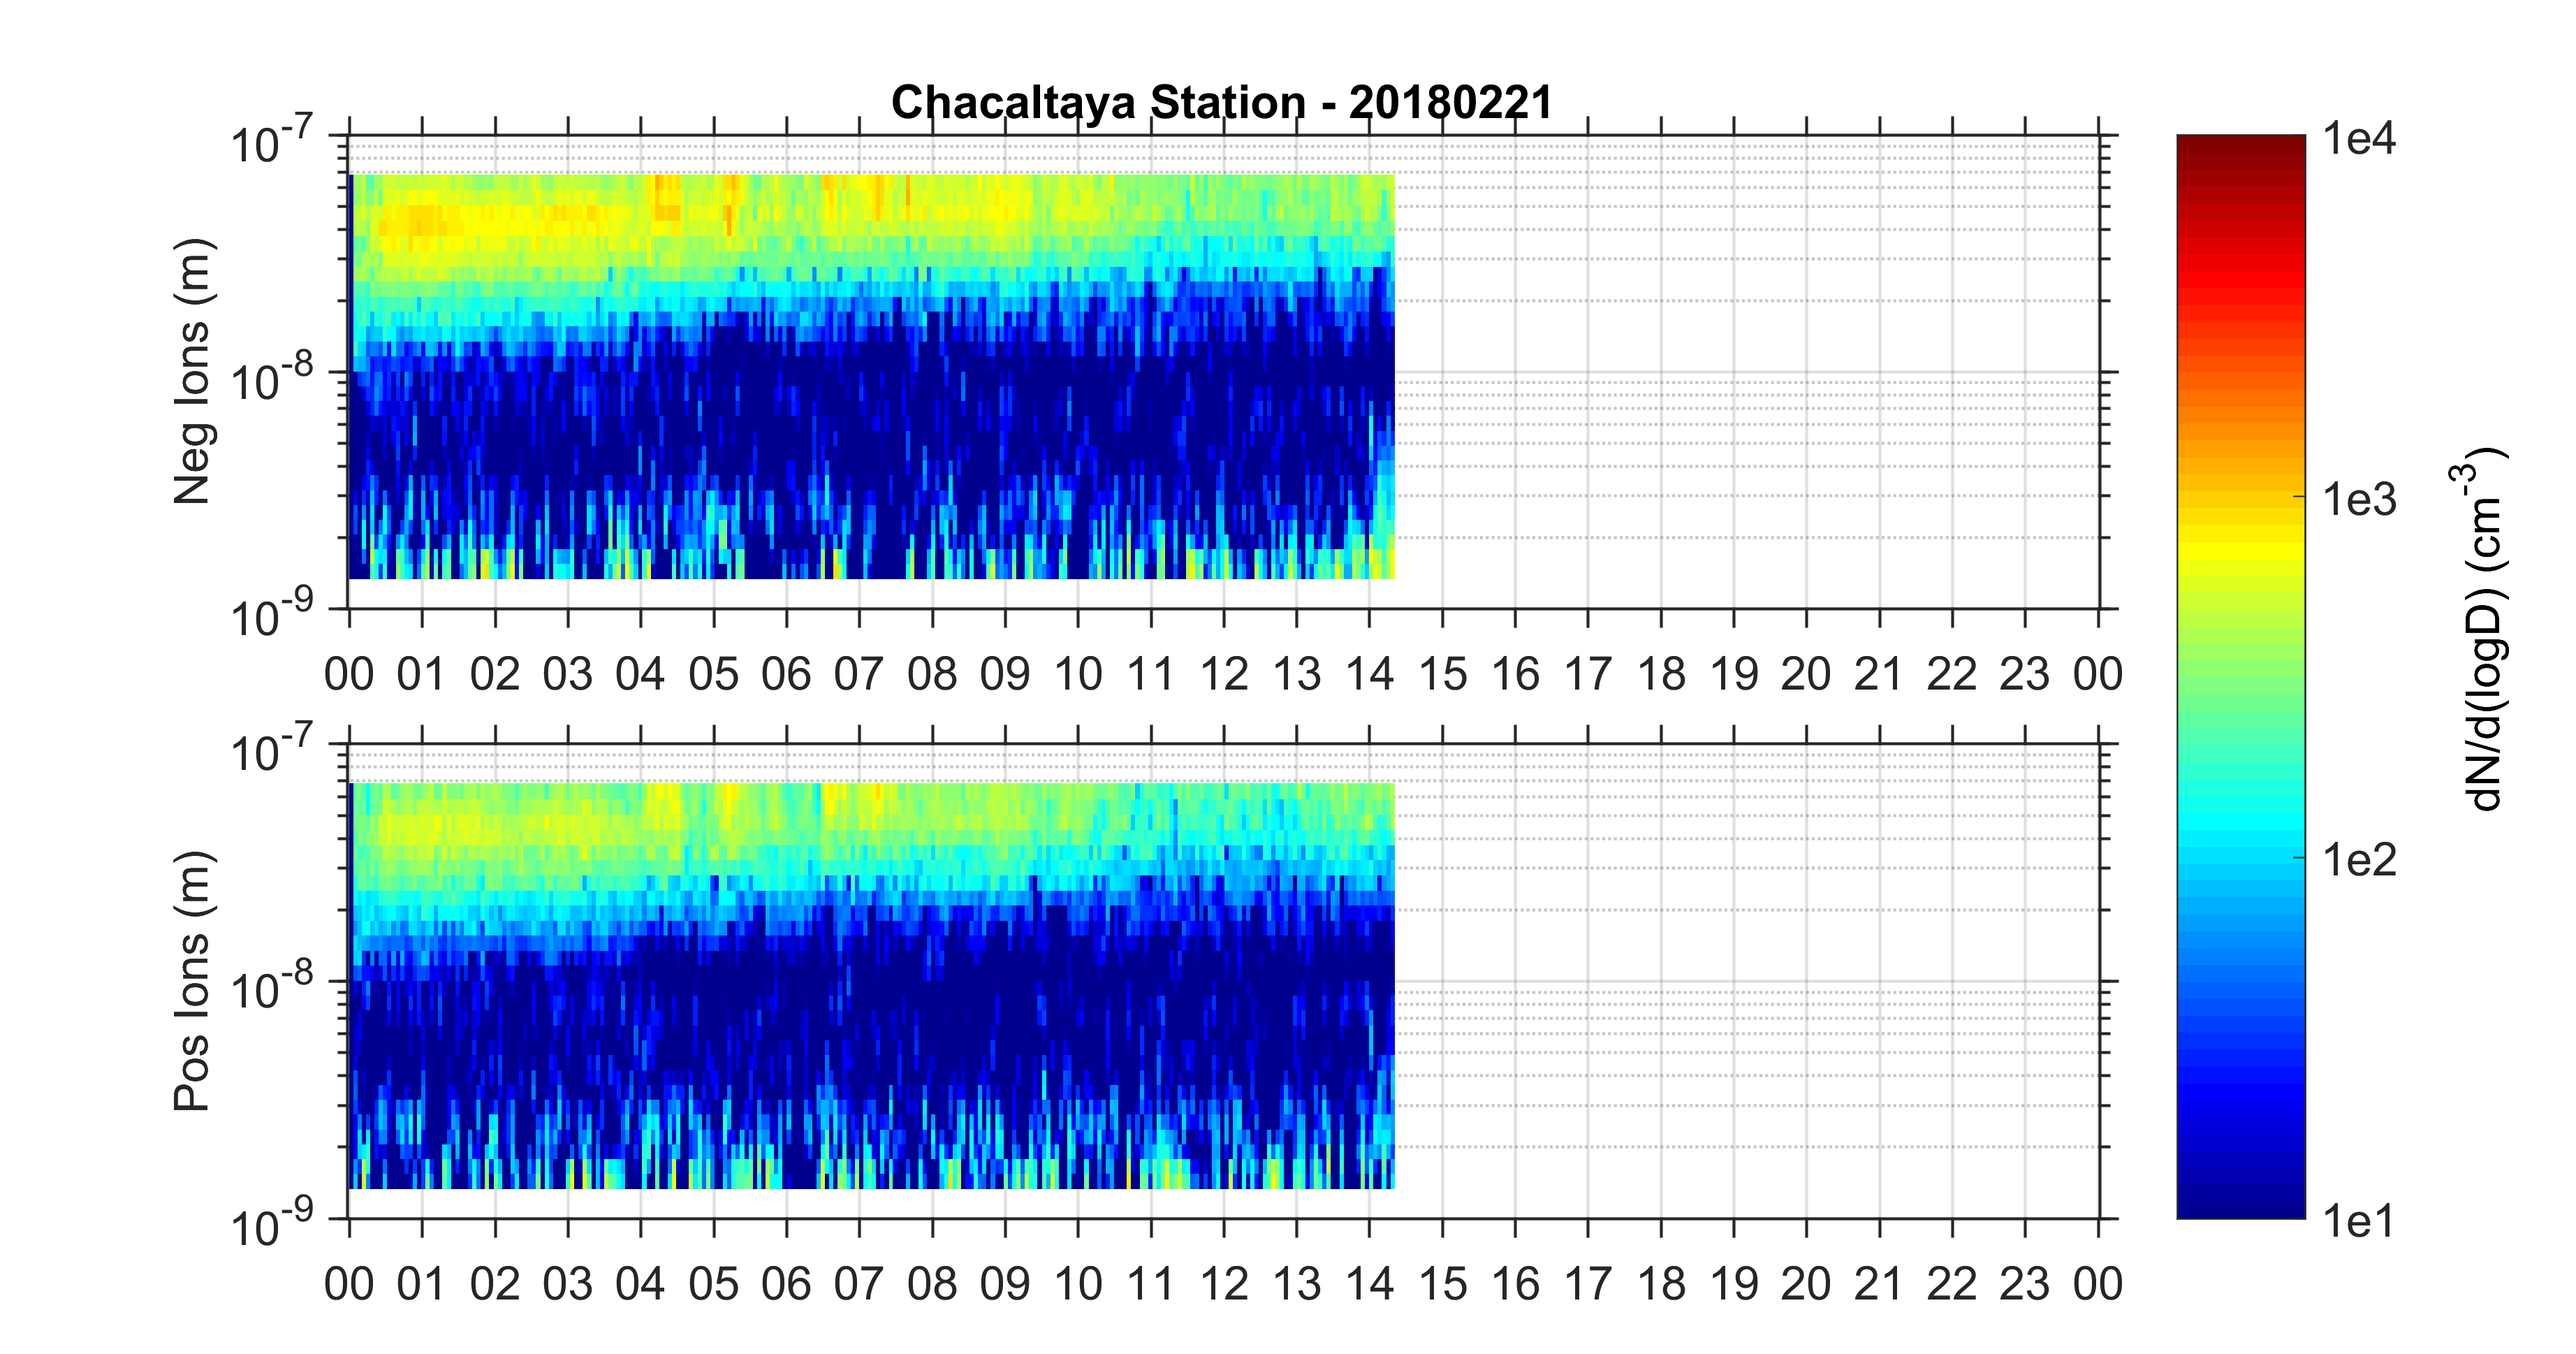 Chacaltaya Station - 20180221
10-7
10-8
10-9
Neg Ions (m)
00 01 02 03 04 05 06 07 08 09 10 11 12 13 14 15 16 17 18 19 20 21 22 23 00
10-7
10-8
10-9
Pos Ions (m)
00 01 02 03 04 05 06 07 08 09 10 11 12 13 14 15 16 17 18 19 20 21 22 23 00
1e4
1e3
1e2
1e1
dN/d(logD) (cm-3)